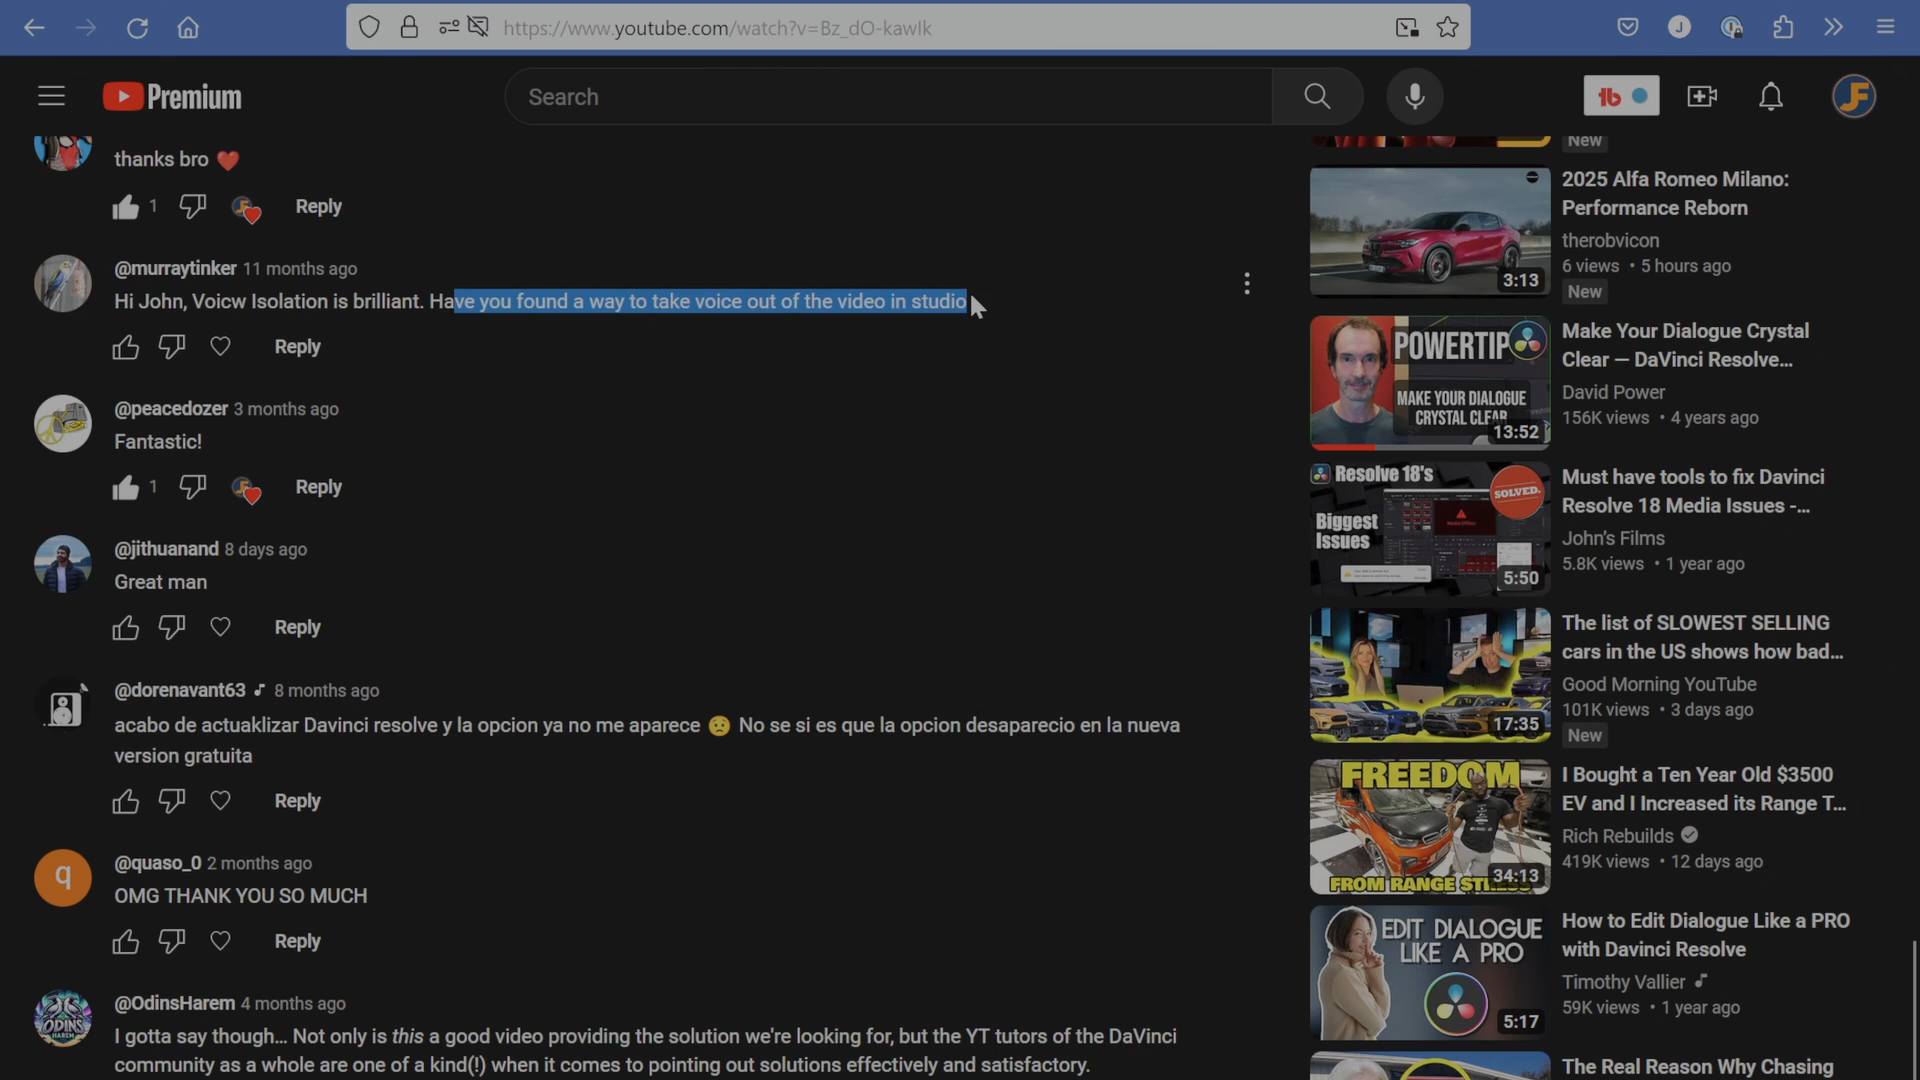 https://www.youtube.com/watch?v=Bz_dO-kawIk
J
Premium
Search
thanks bro ❤️
1
Reply
@murraytinker 11 months ago
Hi John, Voicw Isolation is brilliant. Have you found a way to take voice out of the video in studio
Reply
@peacedozer 3 months ago
Fantastic!
1
Reply
@jithuanand 8 days ago
Great man
Reply
@dorenavant63 8 months ago
acabo de actuaklizar Davinci resolve y la opcion ya no me aparece 😟 No se si es que la opcion desaparecio en la nueva
version gratuita
Reply
q
@quaso_0 2 months ago
OMG THANK YOU SO MUCH
Reply
@OdinsHarem 4 months ago
I gotta say though... Not only is this a good video providing the solution we're looking for, but the YT tutors of the DaVinci
community as a whole are one of a kind(!) when it comes to pointing out solutions effectively and satisfactory.
New
3:13
2025 Alfa Romeo Milano:
Performance Reborn
therobvicon
6 views • 5 hours ago
New
POWERTIP
MAKE YOUR DIALOGUE
CRYSTAL CLEAR
13:52
Make Your Dialogue Crystal
Clear — DaVinci Resolve...
David Power
156K views • 4 years ago
Resolve 18's
SOLVED.
Biggest
Issues
5:50
Must have tools to fix Davinci
Resolve 18 Media Issues -...
John's Films
5.8K views • 1 year ago
17:35
The list of SLOWEST SELLING
cars in the US shows how bad...
Good Morning YouTube
101K views • 3 days ago
New
FREEDOM
FROM RANGE STRESS
34:13
I Bought a Ten Year Old $3500
EV and I Increased its Range T...
Rich Rebuilds
419K views • 12 days ago
EDIT DIALOGUE
LIKE A PRO
5:17
How to Edit Dialogue Like a PRO
with Davinci Resolve
Timothy Vallier
59K views • 1 year ago
The Real Reason Why Chasing